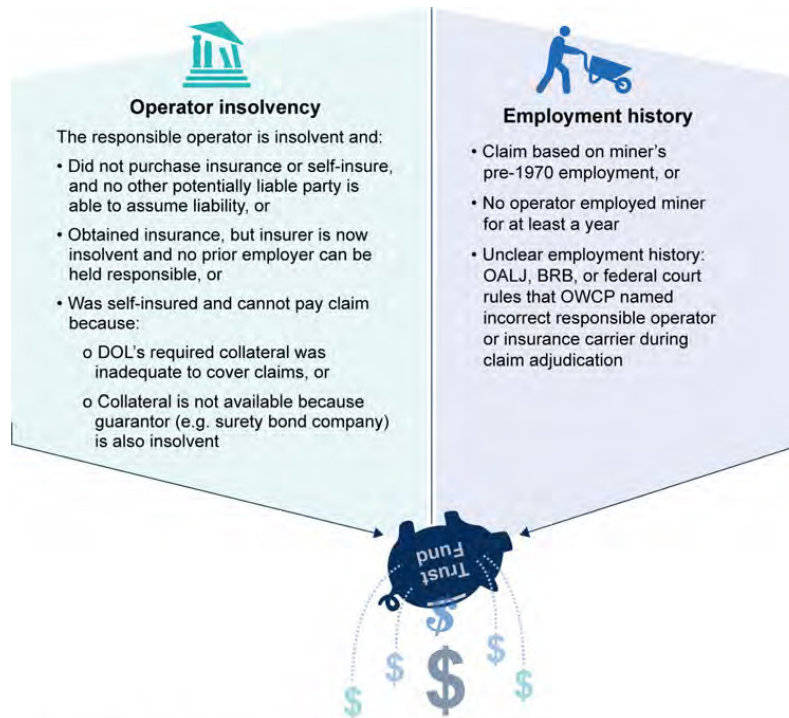 Operator insolvency
The responsible operator is insolvent and:
• Did not purchase insurance or self-insure,
and no other potentially liable party is
able to assume liability, or
• Obtained insurance, but insurer is now
insolvent and no prior employer can be
held responsible, or
• Was self-insured and cannot pay claim
because:
o DOL's required collateral was
inadequate to cover claims, or
o Collateral is not available because
guarantor (e.g. surety bond company)
is also insolvent
Employment history
• Claim based on miner's
pre-1970 employment, or
• No operator employed miner
for at least a year
• Unclear employment history:
OALJ, BRB, or federal court
rules that OWCP named
incorrect responsible operator
or insurance carrier during
claim adjudication
Trust
Fund
$
$
$
$
$
$